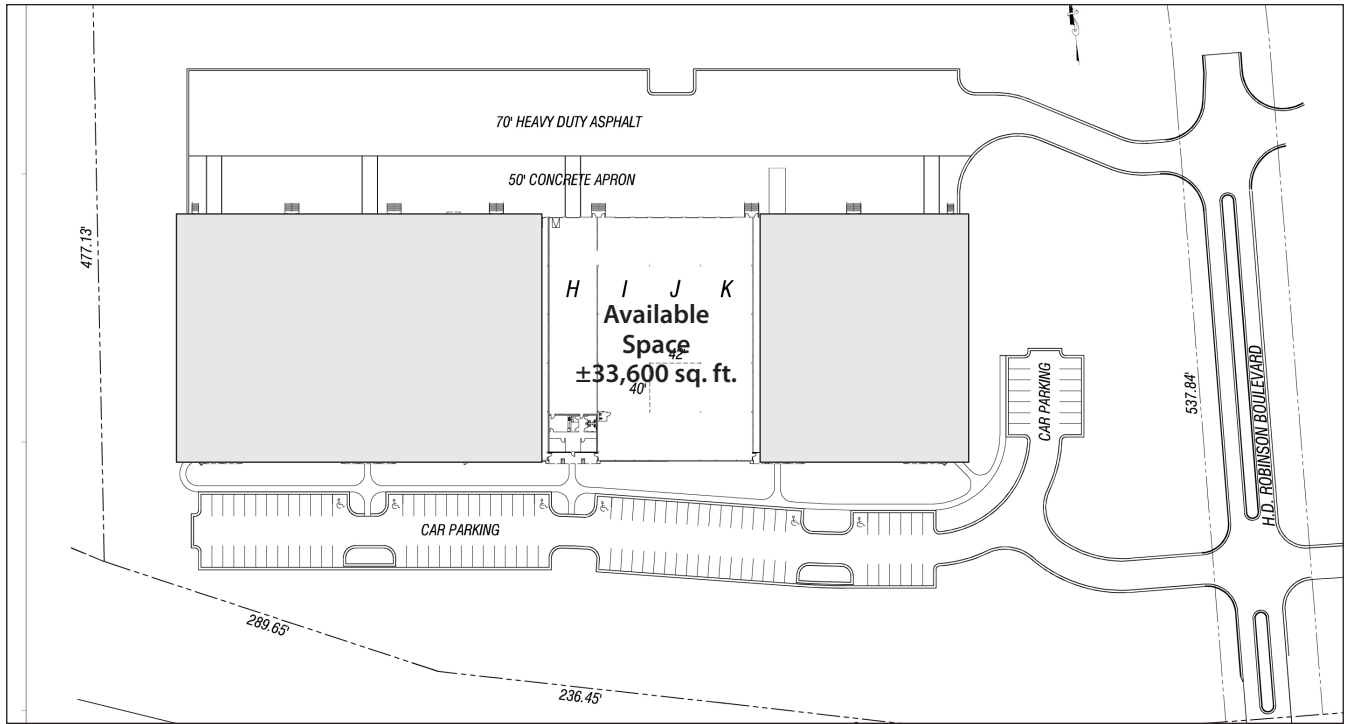 70' HEAVY DUTY ASPHALT
50' CONCRETE APRON
477.13'
H I J K
Available
Space
42'
±33,600 sq. ft.
40'
CAR PARKING
537.84'
H.D. ROBINSON BOULEVARD
CAR PARKING
289.65'
236.45'